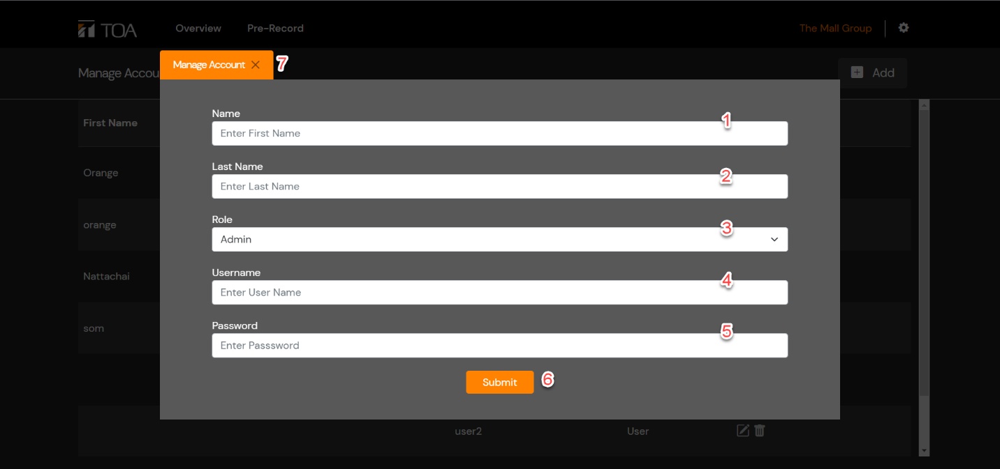 TOA Overview Pre-Record The Mall Group
Manage Account 7
Manage Accou Add
Name 1
First Name
Enter First Name
Last Name 2
Orange
Enter Last Name
Role 3
orange
Admin
Username 4
Nattachai
Enter User Name
Password 5
som
Enter Passsword
Submit 6
user2 User